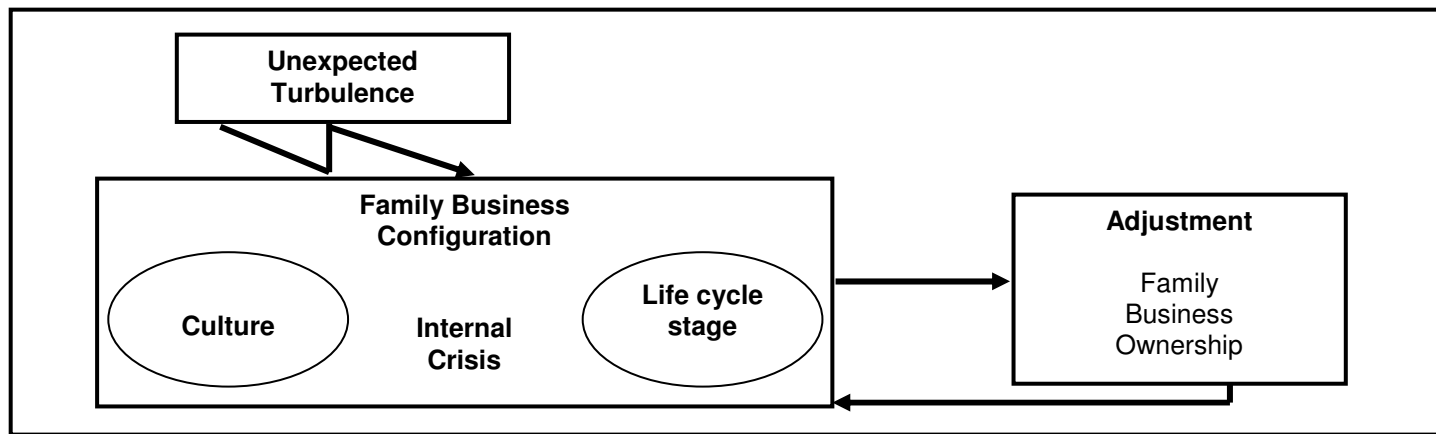 Unexpected
Turbulence
Family Business
Configuration
Culture
Internal
Crisis
Life cycle
stage
Adjustment
Family
Business
Ownership